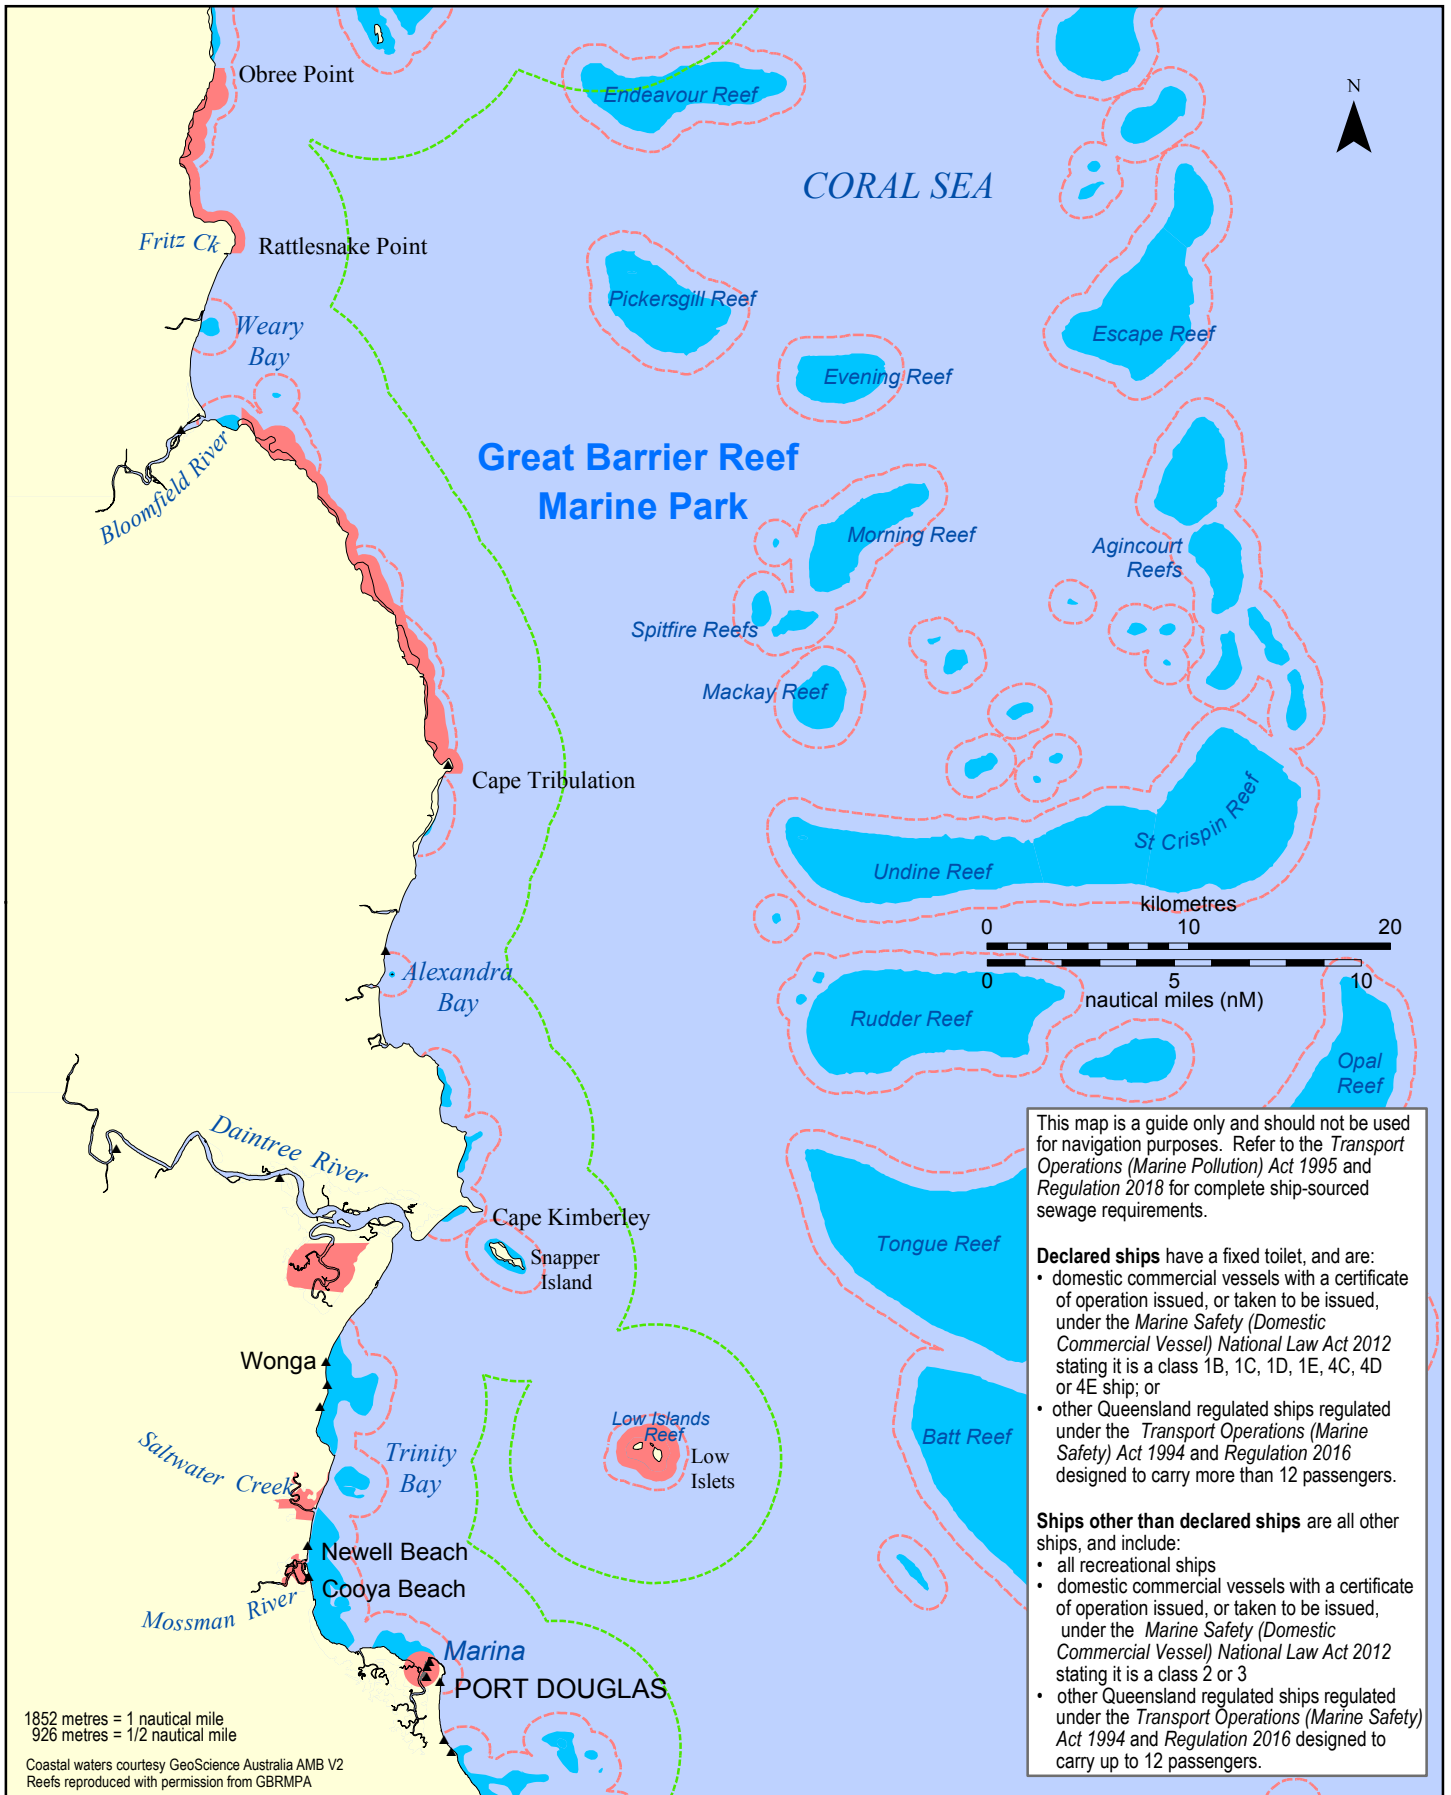 Obree Point
Endeavour Reef
N
CORAL SEA
Fritz Ck
Rattlesnake Point
Pickersgill Reef
Weary
Bay
Escape Reef
Evening Reef
Great Barrier Reef
Marine Park
Bloomfield River
Morning Reef
Agincourt
Reefs
Spitfire Reefs
Mackay Reef
Cape Tribulation
St Crispin Reef
Undine Reef
kilometres
0 10 20
0 5 10
nautical miles (nM)
Alexandra
Bay
Rudder Reef
Opal
Reef
Daintree River
Cape Kimberley
Snapper
Island
Tongue Reef
Wonga
Low Islands
Reef
Low
Islets
Batt Reef
Trinity
Bay
Saltwater Creek
Newell Beach
Cooya Beach
Mossman River
Marina
PORT DOUGLAS
This map is a guide only and should not be used
for navigation purposes. Refer to the Transport
Operations (Marine Pollution) Act 1995 and
Regulation 2018 for complete ship-sourced
sewage requirements.
Declared ships have a fixed toilet, and are:
• domestic commercial vessels with a certificate
of operation issued, or taken to be issued,
under the Marine Safety (Domestic
Commercial Vessel) National Law Act 2012
stating it is a class 1B, 1C, 1D, 1E, 4C, 4D
or 4E ship; or
• other Queensland regulated ships regulated
under the Transport Operations (Marine
Safety) Act 1994 and Regulation 2016
designed to carry more than 12 passengers.
Ships other than declared ships are all other
ships, and include:
• all recreational ships
• domestic commercial vessels with a certificate
of operation issued, or taken to be issued,
under the Marine Safety (Domestic
Commercial Vessel) National Law Act 2012
stating it is a class 2 or 3
• other Queensland regulated ships regulated
under the Transport Operations (Marine Safety)
Act 1994 and Regulation 2016 designed to
carry up to 12 passengers.
1852 metres = 1 nautical mile
926 metres = 1/2 nautical mile
Coastal waters courtesy GeoScience Australia AMB V2
Reefs reproduced with permission from GBRMPA